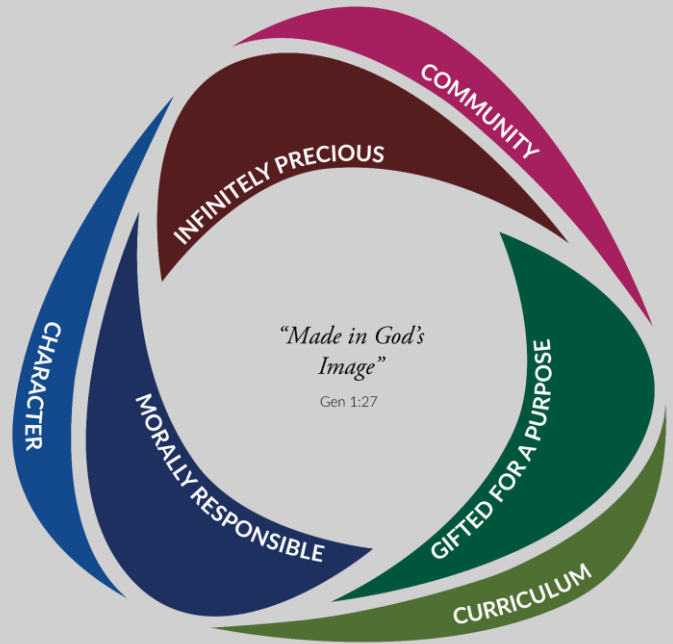 COMMUNITY
INFINITELY PRECIOUS
“Made in God’s
Image”
Gen 1:27
CHARACTER
MORALLY RESPONSIBLE
GIFTED FOR A PURPOSE
CURRICULUM